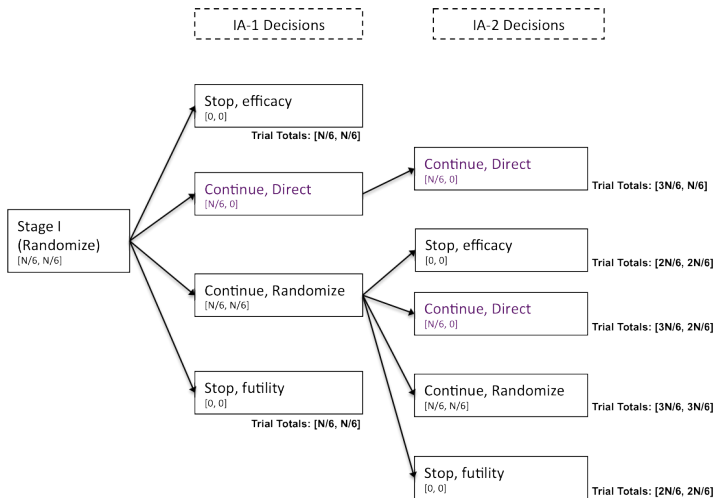 IA-1 Decisions
IA-2 Decisions
Stop, efficacy
[0, 0]
Trial Totals: [N/6, N/6]
Continue, Direct
[N/6, 0]
Continue, Direct
[N/6, 0]
Trial Totals: [3N/6, N/6]
Stage I
(Randomize)
[N/6, N/6]
Stop, efficacy
[0, 0]
Trial Totals: [2N/6, 2N/6]
Continue, Randomize
[N/6, N/6]
Continue, Direct
[N/6, 0]
Trial Totals: [3N/6, 2N/6]
Stop, futility
[0, 0]
Trial Totals: [N/6, N/6]
Continue, Randomize
[N/6, N/6]
Trial Totals: [3N/6, 3N/6]
Stop, futility
[0, 0]
Trial Totals: [2N/6, 2N/6]